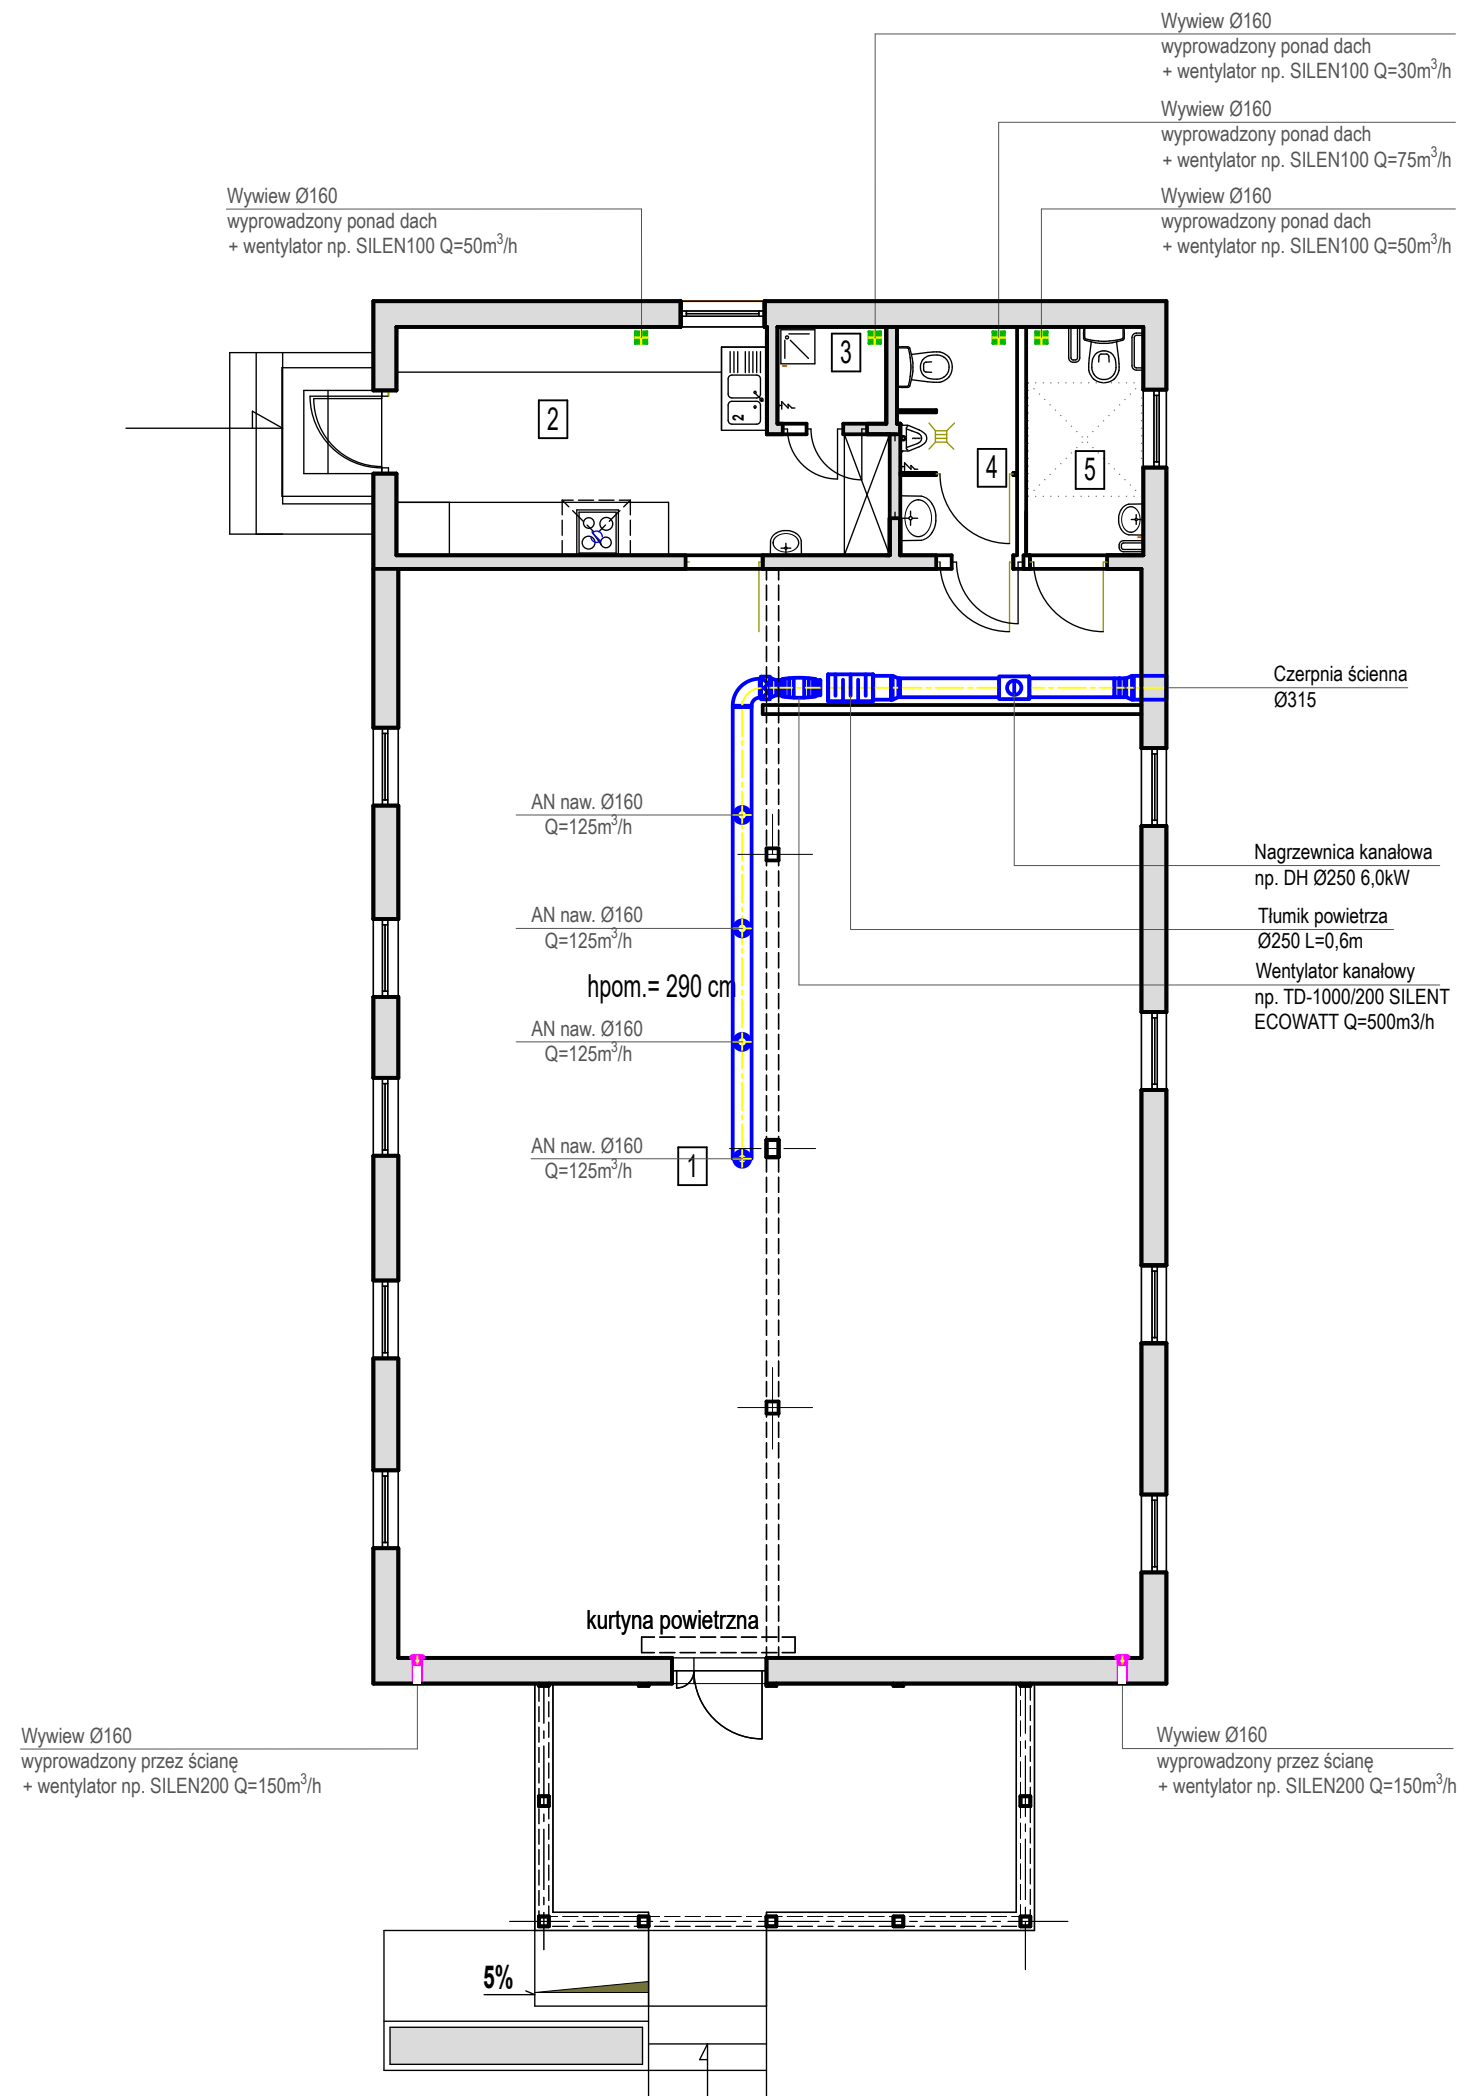 Wywiew Ø160
wyprowadzony ponad dach
+ wentylator np. SILEN100 Q=30m³/h
Wywiew Ø160
wyprowadzony ponad dach
+ wentylator np. SILEN100 Q=75m³/h
Wywiew Ø160
wyprowadzony ponad dach
+ wentylator np. SILEN100 Q=50m³/h
Wywiew Ø160
wyprowadzony ponad dach
+ wentylator np. SILEN100 Q=50m³/h
3
2
2
4
5
Czerpnia ścienna
Ø315
AN naw. Ø160
Q=125m³/h
Nagrzewnica kanałowa
np. DH Ø250 6,0kW
AN naw. Ø160
Q=125m³/h
Tłumik powietrza
Ø250 L=0,6m
hpom.= 290 cm
Wentylator kanałowy
np. TD-1000/200 SILENT
ECOWATT Q=500m3/h
AN naw. Ø160
Q=125m³/h
AN naw. Ø160
Q=125m³/h
1
kurtyna powietrzna
Wywiew Ø160
wyprowadzony przez ścianę
+ wentylator np. SILEN200 Q=150m³/h
Wywiew Ø160
wyprowadzony przez ścianę
+ wentylator np. SILEN200 Q=150m³/h
5%